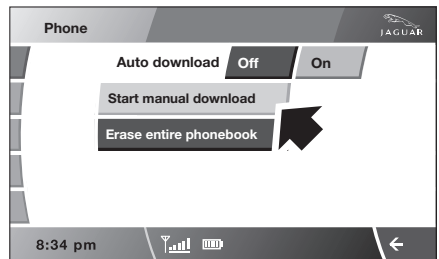 Phone
JAGUAR
Auto download Off On
Start manual download
Erase entire phonebook
8:34 pm